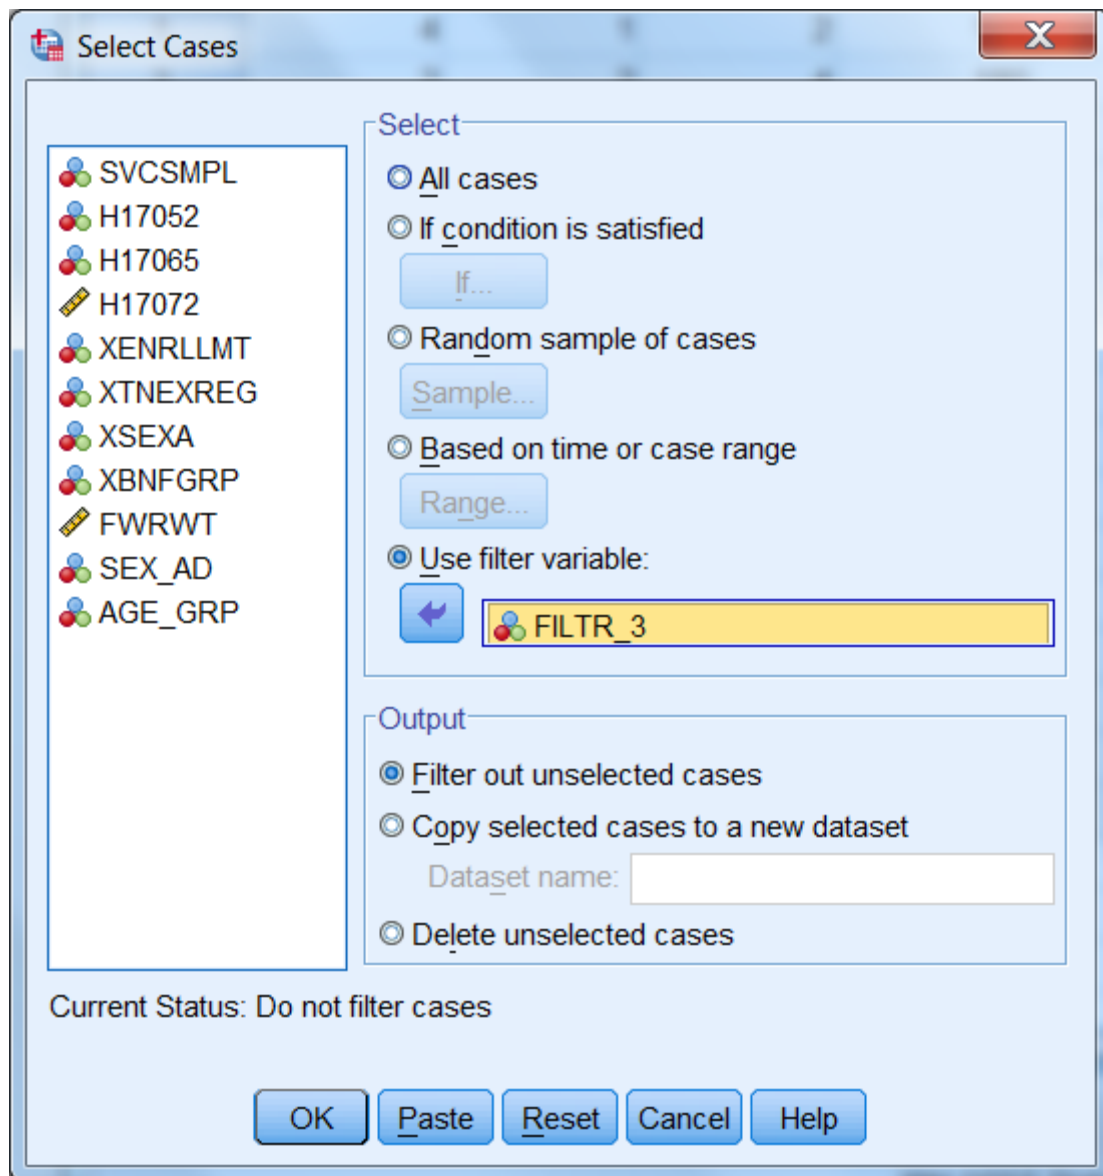 Select Cases
SVCSMPL
H17052
H17065
H17072
XENRLLMT
XTNEXREG
XSEXA
XBNFGRP
FWRWT
SEX_AD
AGE_GRP
Select
All cases
If condition is satisfied
If...
Random sample of cases
Sample...
Based on time or case range
Range...
Use filter variable:
FILTR_3
Output
Filter out unselected cases
Copy selected cases to a new dataset
Dataset name:
Delete unselected cases
Current Status: Do not filter cases
OK Paste Reset Cancel Help